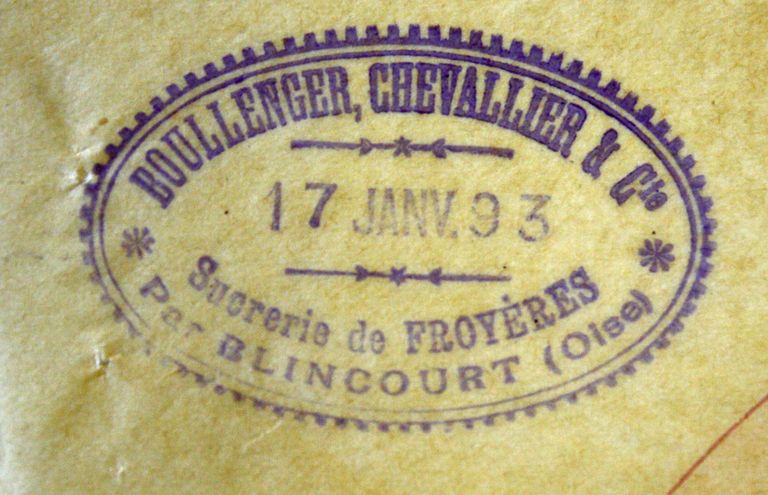 BOULLENGER, CHEVALLIER & Cie
17 JANV. 93
Sucrerie de FROYÈRES
Par BLINCOURT (Oise)